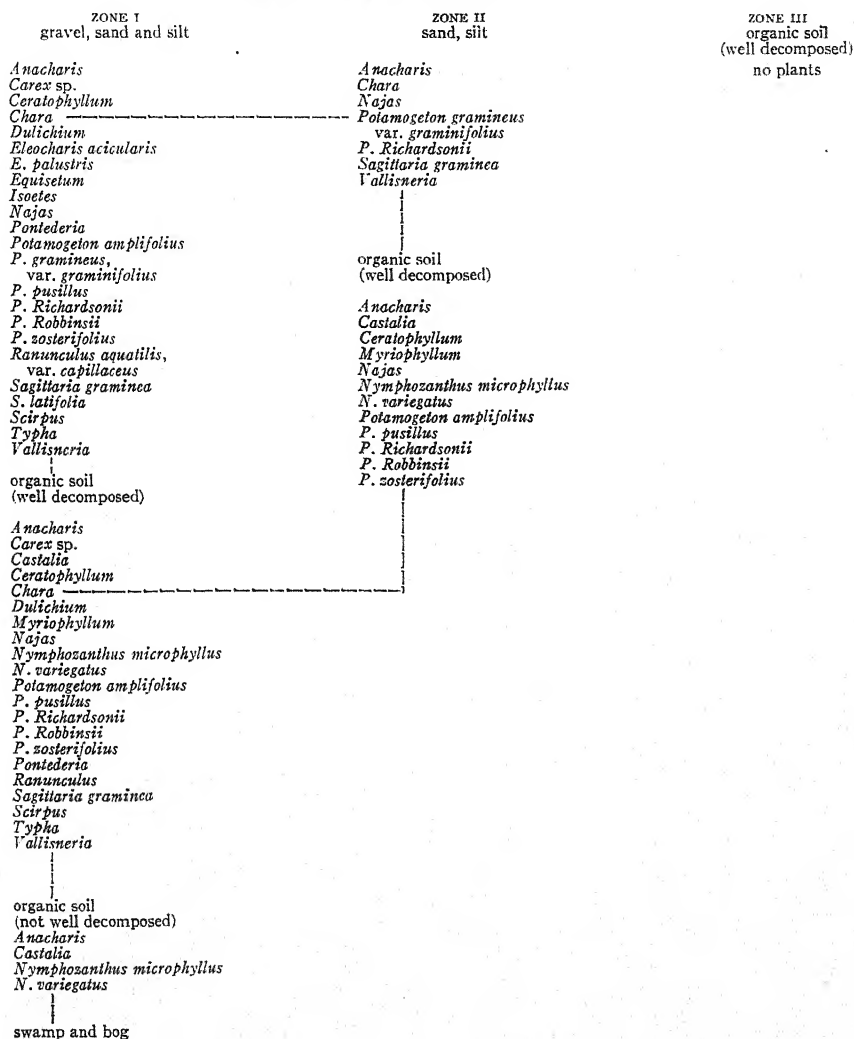 ZONE I
gravel, sand and silt
Anacharis
Carex sp.
Ceratophyllum
Chara
Dulichium
Eleocharis acicularis
E. palustris
Equisetum
Isoetes
Najas
Pontederia
Potamogeton amplifolius
P. gramineus,
var. graminifolius
P. pusillus
P. Richardsonii
P. Robbinsii
P. zosterifolius
Ranunculus aquatilis,
var. capillaceus
Sagittaria graminea
S. latifolia
Scirpus
Typha
Vallisneria
organic soil
(well decomposed)
Anacharis
Carex sp.
Castalia
Ceratophyllum
Chara
Dulichium
Myriophyllum
Najas
Nymphozanthus microphyllus
N. variegatus
Potamogeton amplifolius
P. pusillus
P. Richardsonii
P. Robbinsii
P. zosterifolius
Pontederia
Ranunculus
Sagittaria graminea
Scirpus
Typha
Vallisneria
organic soil
(not well decomposed)
Anacharis
Castalia
Nymphozanthus microphyllus
N. variegatus
swamp and bog
ZONE II
sand, silt
Anacharis
Chara
Najas
Potamogeton gramineus
var. graminifolius
P. Richardsonii
Sagittaria graminea
Vallisneria
organic soil
(well decomposed)
Anacharis
Castalia
Ceratophyllum
Myriophyllum
Najas
Nymphozanthus microphyllus
N. variegatus
Potamogeton amplifolius
P. pusillus
P. Richardsonii
P. Robbinsii
P. zosterifolius
ZONE III
organic soil
(well decomposed)
no plants